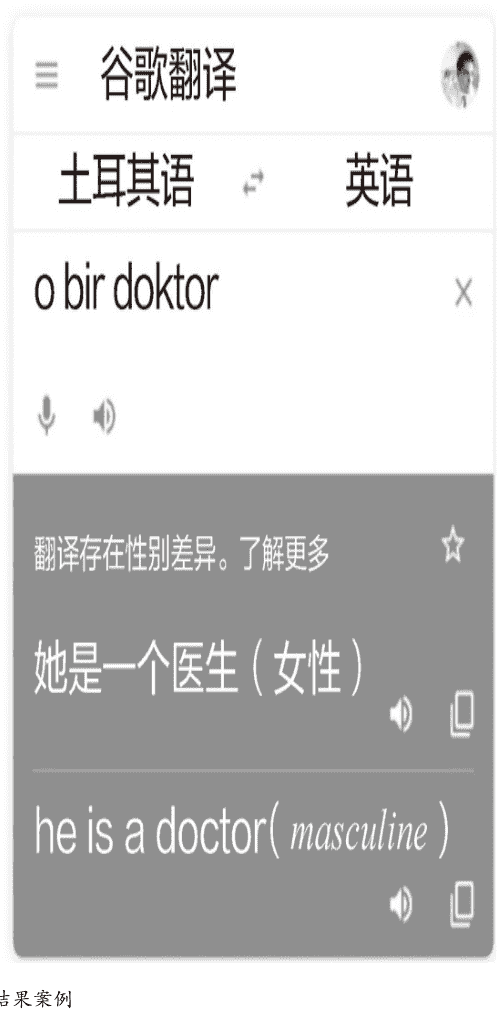 谷歌翻译
土耳其语 英语
o bir doktor
翻译存在性别差异。了解更多
她是一个医生（女性）
he is a doctor( masculine )
结果案例